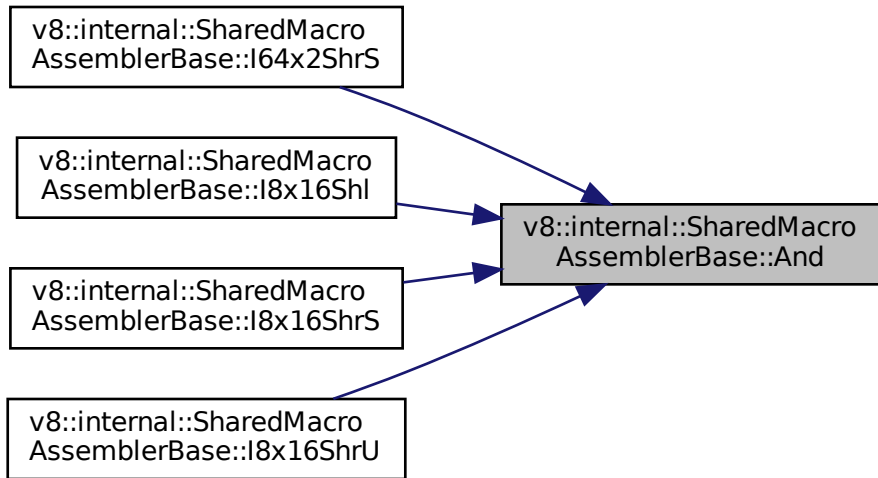 v8::internal::SharedMacro
AssemblerBase::I64x2ShrS
v8::internal::SharedMacro
AssemblerBase::I8x16Shl
v8::internal::SharedMacro
AssemblerBase::And
v8::internal::SharedMacro
AssemblerBase::I8x16ShrS
v8::internal::SharedMacro
AssemblerBase::I8x16ShrU